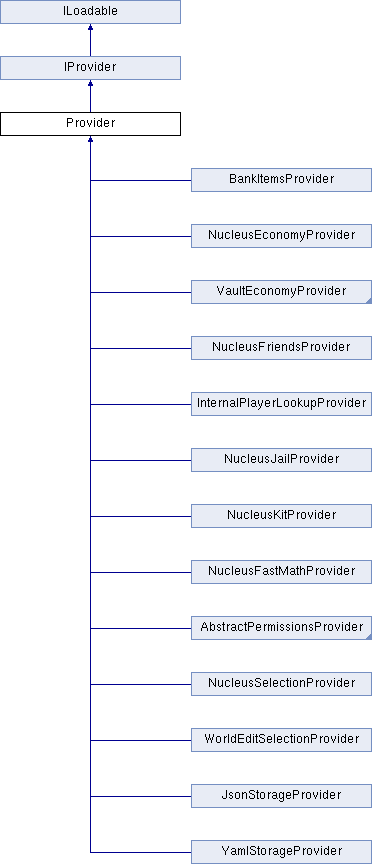 ILoadable
IProvider
Provider
BankItemsProvider
NucleusEconomyProvider
VaultEconomyProvider
NucleusFriendsProvider
InternalPlayerLookupProvider
NucleusJailProvider
NucleusKitProvider
NucleusFastMathProvider
AbstractPermissionsProvider
NucleusSelectionProvider
WorldEditSelectionProvider
JsonStorageProvider
YamlStorageProvider